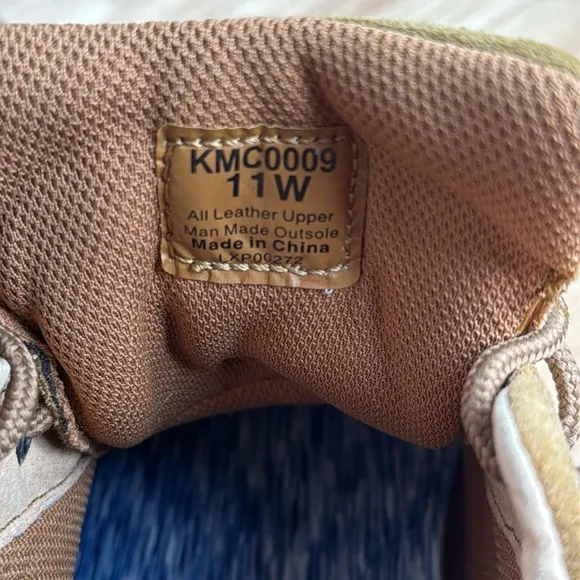 KMC0009
11W
All Leather Upper
Man Made Outsole
Made in China
LXP00272